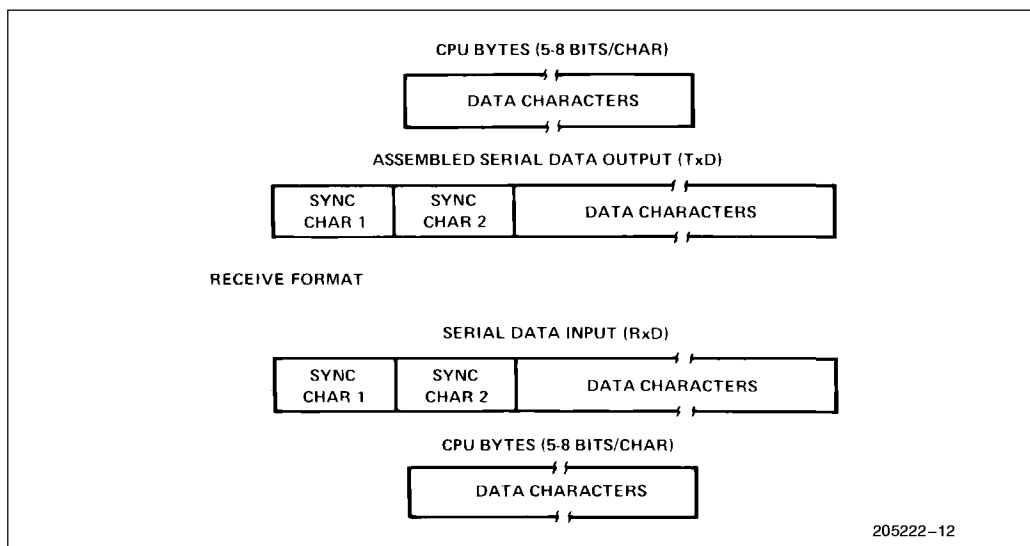 CPU BYTES (5-8 BITS/CHAR)
DATA CHARACTERS
ASSEMBLED SERIAL DATA OUTPUT (TxD)
SYNC CHAR 1
SYNC CHAR 2
DATA CHARACTERS
RECEIVE FORMAT
SERIAL DATA INPUT (RxD)
SYNC CHAR 1
SYNC CHAR 2
DATA CHARACTERS
CPU BYTES (5-8 BITS/CHAR)
DATA CHARACTERS
205222–12